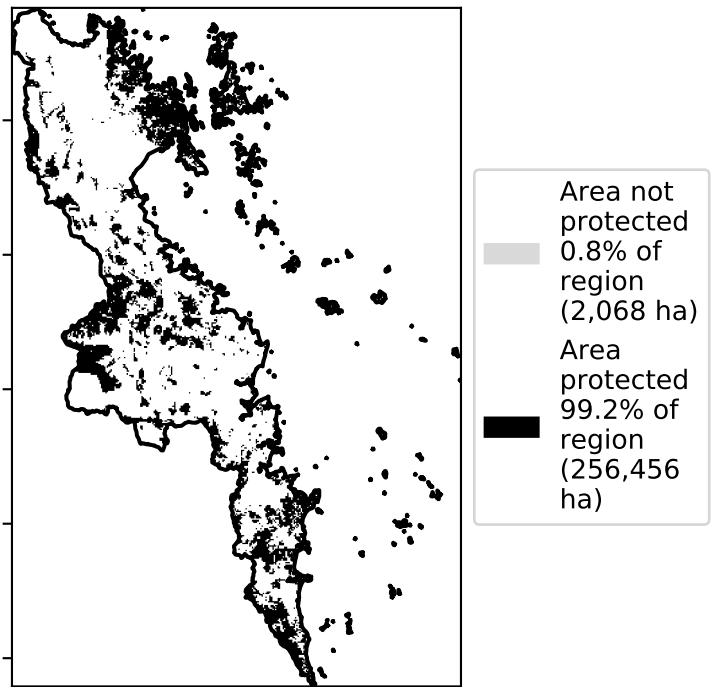 Area not
protected
0.8% of
region
(2,068 ha)
Area
protected
99.2% of
region
(256,456
ha)